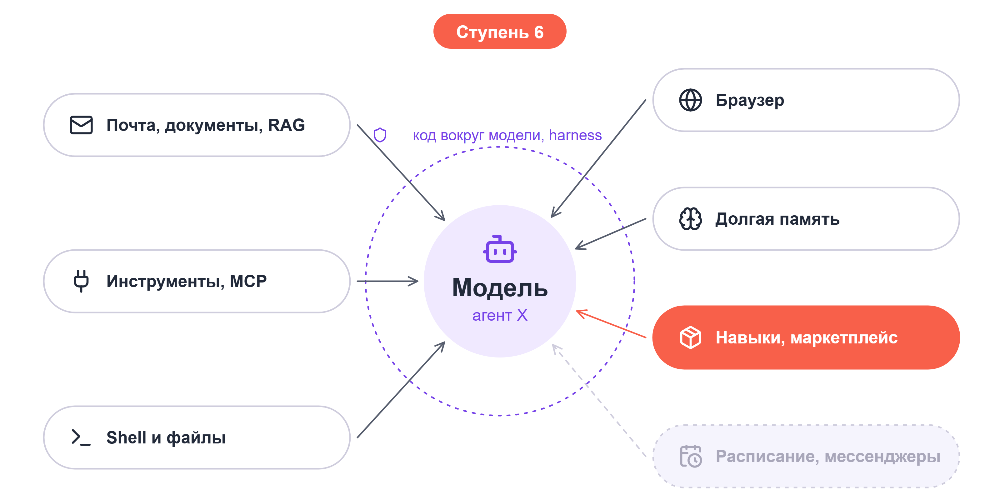 Ступень 6
Почта, документы, RAG
Инструменты, MCP
Shell и файлы
код вокруг модели, harness
Модель
агент X
Браузер
Долгая память
Навыки, маркетплейс
Расписание, мессенджеры